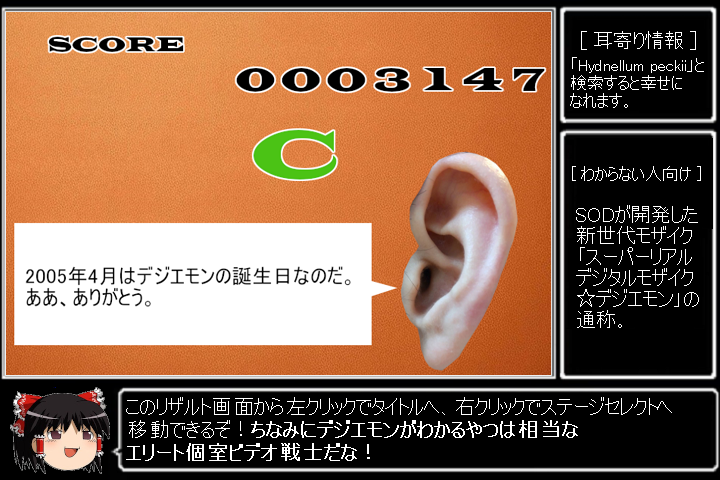 SCORE
0003147
C
2005年4月はデジエモンの誕生日なのだ。
ああ、ありがとう。
[ 耳寄り情報 ]
「Hydnellum peckii」と
検索すると幸せに
なれます。
[ わからない人向け ]
SODが開発した
新世代モザイク
「スーパーリアル
デジタルモザイク
☆デジエモン」の
通称。
このリザルト画面から左クリックでタイトルへ、右クリックでステージセレクトへ
移動できるぞ！ちなみにデジエモンがわかるやつは相当な
エリート個室ビデオ戦士だな！